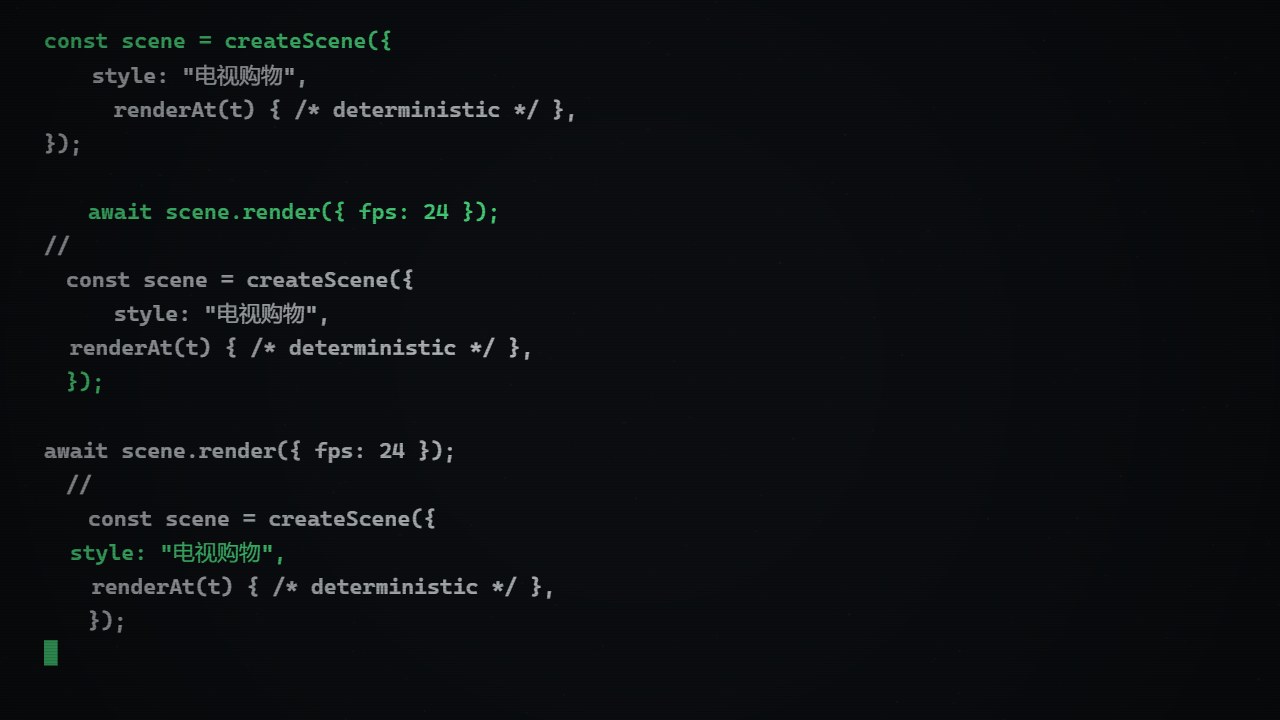 const scene = createScene({
style: "电视购物",
renderAt(t) { /* deterministic */ },
});
await scene.render({ fps: 24 });
//
const scene = createScene({
style: "电视购物",
renderAt(t) { /* deterministic */ },
});
await scene.render({ fps: 24 });
//
const scene = createScene({
style: "电视购物",
renderAt(t) { /* deterministic */ },
});